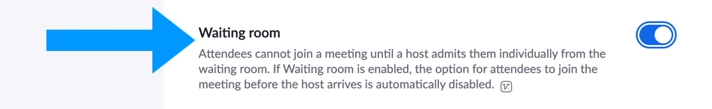 Waiting room
Attendees cannot join a meeting until a host admits them individually from the
waiting room. If Waiting room is enabled, the option for attendees to join the
meeting before the host arrives is automatically disabled.